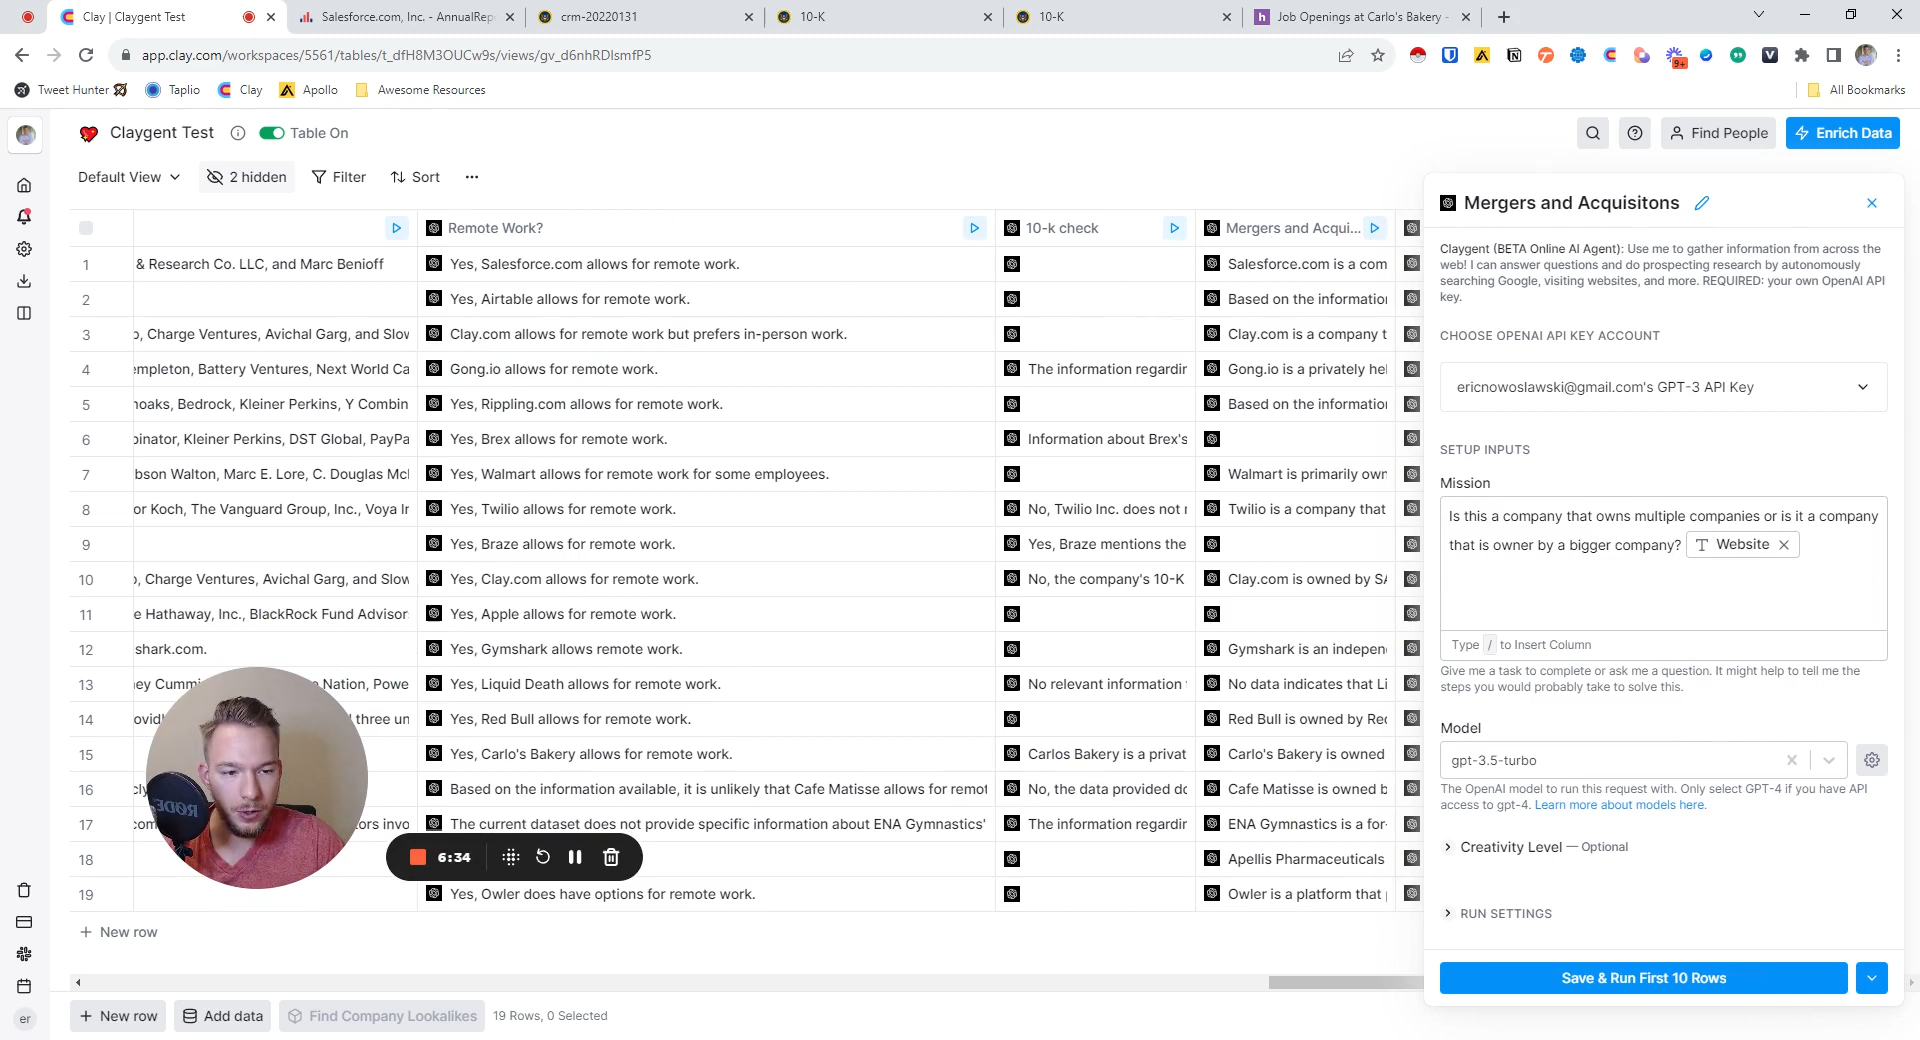 Clay | Claygent Test
Salesforce.com, Inc. - AnnualRep
crm-20220131
10-K
10-K
Job Openings at Carlo's Bakery -
app.clay.com/workspaces/5561/tables/t_dfH8M3OUCw9s/views/gv_d6nhRDlsmfP5
9+
Tweet Hunter
Taplio
Clay
Apollo
Awesome Resources
All Bookmarks
Claygent Test
Table On
Find People
Enrich Data
Default View
2 hidden
Filter
Sort
Remote Work?
10-k check
Mergers and Acqui...
1 & Research Co. LLC, and Marc Benioff Yes, Salesforce.com allows for remote work. Salesforce.com is a com
2 Yes, Airtable allows for remote work. Based on the information
3 o, Charge Ventures, Avichal Garg, and Slow Clay.com allows for remote work but prefers in-person work. Clay.com is a company t
4 empleton, Battery Ventures, Next World Ca Gong.io allows for remote work. The information regardin Gong.io is a privately hel
5 noaks, Bedrock, Kleiner Perkins, Y Combin Yes, Rippling.com allows for remote work. Based on the information
6 binator, Kleiner Perkins, DST Global, PayPa Yes, Brex allows for remote work. Information about Brex's
7 bson Walton, Marc E. Lore, C. Douglas Mcl Yes, Walmart allows for remote work for some employees. Walmart is primarily own
8 or Koch, The Vanguard Group, Inc., Voya Ir Yes, Twilio allows for remote work. No, Twilio Inc. does not r Twilio is a company that
9 Yes, Braze allows for remote work. Yes, Braze mentions the
10 o, Charge Ventures, Avichal Garg, and Slow Yes, Clay.com allows for remote work. No, the company's 10-K Clay.com is owned by SA
11 e Hathaway, Inc., BlackRock Fund Advisor Yes, Apple allows for remote work.
12 shark.com. Yes, Gymshark allows remote work. Gymshark is an indepen
13 ey Cummi Nation, Powe Yes, Liquid Death allows for remote work. No relevant information No data indicates that Li
14 ovidi three un Yes, Red Bull allows for remote work. Red Bull is owned by Rec
15 Yes, Carlo's Bakery allows for remote work. Carlos Bakery is a privat Carlo's Bakery is owned
16 cly Based on the information available, it is unlikely that Cafe Matisse allows for remot No, the data provided do Cafe Matisse is owned b
17 com tors invo The current dataset does not provide specific information about ENA Gymnastics' The information regardin ENA Gymnastics is a for-
18 Apellis Pharmaceuticals
19 Yes, Owler does have options for remote work. Owler is a platform that
RØDE
6:34
New row
New row
Add data
Find Company Lookalikes
19 Rows, 0 Selected
er
Mergers and Acquisitons
Claygent (BETA Online AI Agent): Use me to gather information from across the
web! I can answer questions and do prospecting research by autonomously
searching Google, visiting websites, and more. REQUIRED: your own OpenAI API
key.
CHOOSE OPENAI API KEY ACCOUNT
ericnowoslawski@gmail.com's GPT-3 API Key
SETUP INPUTS
Mission
Is this a company that owns multiple companies or is it a company
that is owner by a bigger company? Website
Type / to Insert Column
Give me a task to complete or ask me a question. It might help to tell me the
steps you would probably take to solve this.
Model
gpt-3.5-turbo
The OpenAI model to run this request with. Only select GPT-4 if you have API
access to gpt-4. Learn more about models here.
Creativity Level — Optional
RUN SETTINGS
Save & Run First 10 Rows